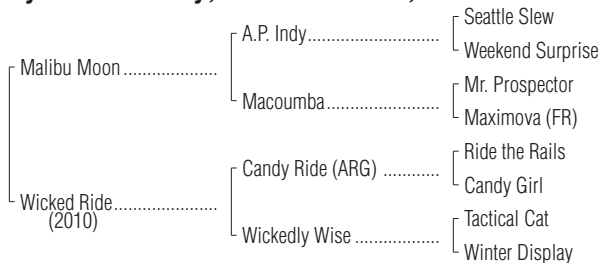 Malibu Moon ....................
A.P. Indy............................
Seattle Slew
Weekend Surprise
Macoumba........................
Mr. Prospector
Maximova (FR)
Wicked Ride......................
(2010)
Candy Ride (ARG) ............
Ride the Rails
Candy Girl
Wickedly Wise ..................
Tactical Cat
Winter Display